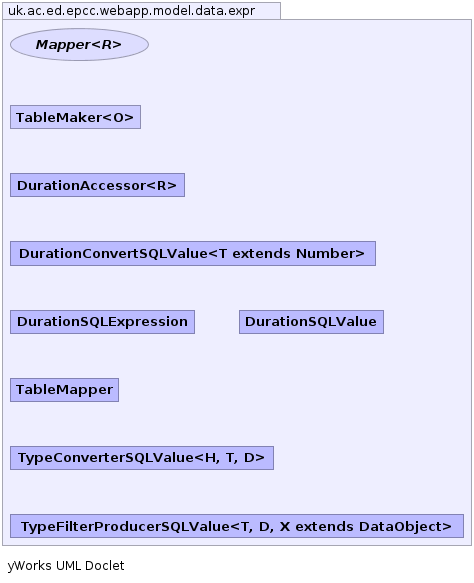 uk.ac.ed.epcc.webapp.model.data.expr
Mapper<R>
TableMaker<O>
DurationAccessor<R>
DurationConvertSQLValue<T extends Number>
DurationSQLExpression
DurationSQLValue
TableMapper
TypeConverterSQLValue<H, T, D>
TypeFilterProducerSQLValue<T, D, X extends DataObject>
yWorks UML Doclet